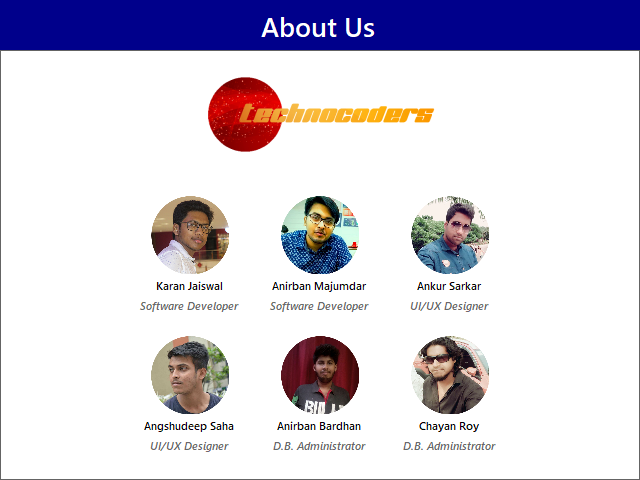 About Us
technocoders
Karan Jaiswal
Software Developer
Anirban Majumdar
Software Developer
Ankur Sarkar
UI/UX Designer
Angshudeep Saha
UI/UX Designer
Anirban Bardhan
D.B. Administrator
Chayan Roy
D.B. Administrator